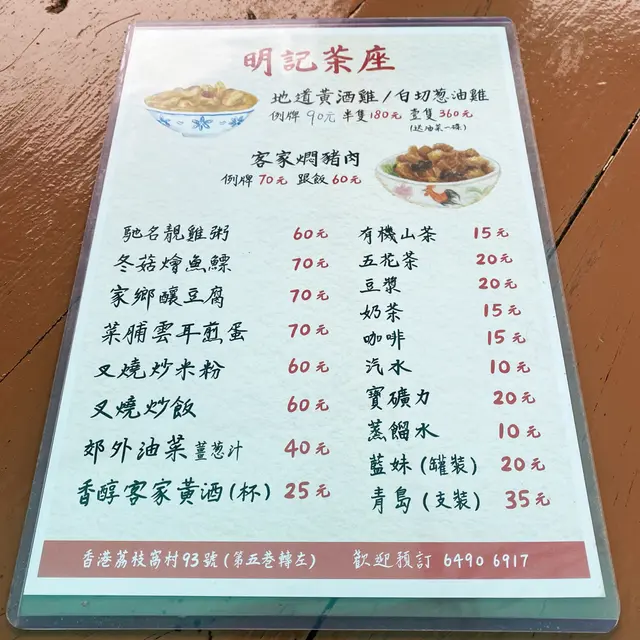 明記茶座
地道黃酒雞/白切葱油雞
例牌 90元 半隻180元 壹隻360元
(送油菜一碟)
客家燜豬肉
例牌 70元 跟飯 60元
馳名靚雞粥 60元
冬菇燴魚鰾 70元
家鄉釀豆腐 70元
菜脯雲耳煎蛋 70元
叉燒炒米粉 60元
叉燒炒飯 60元
郊外油菜 薑葱汁 40元
香醇客家黃酒(杯) 25元
有機山茶 15元
五花茶 20元
豆漿 20元
奶茶 15元
咖啡 15元
汽水 10元
寶礦力 20元
蒸餾水 10元
藍妹(罐裝) 20元
青島(支裝) 35元
香港荔枝窩村93號(第五巷轉左) 歡迎預訂 6490 6917